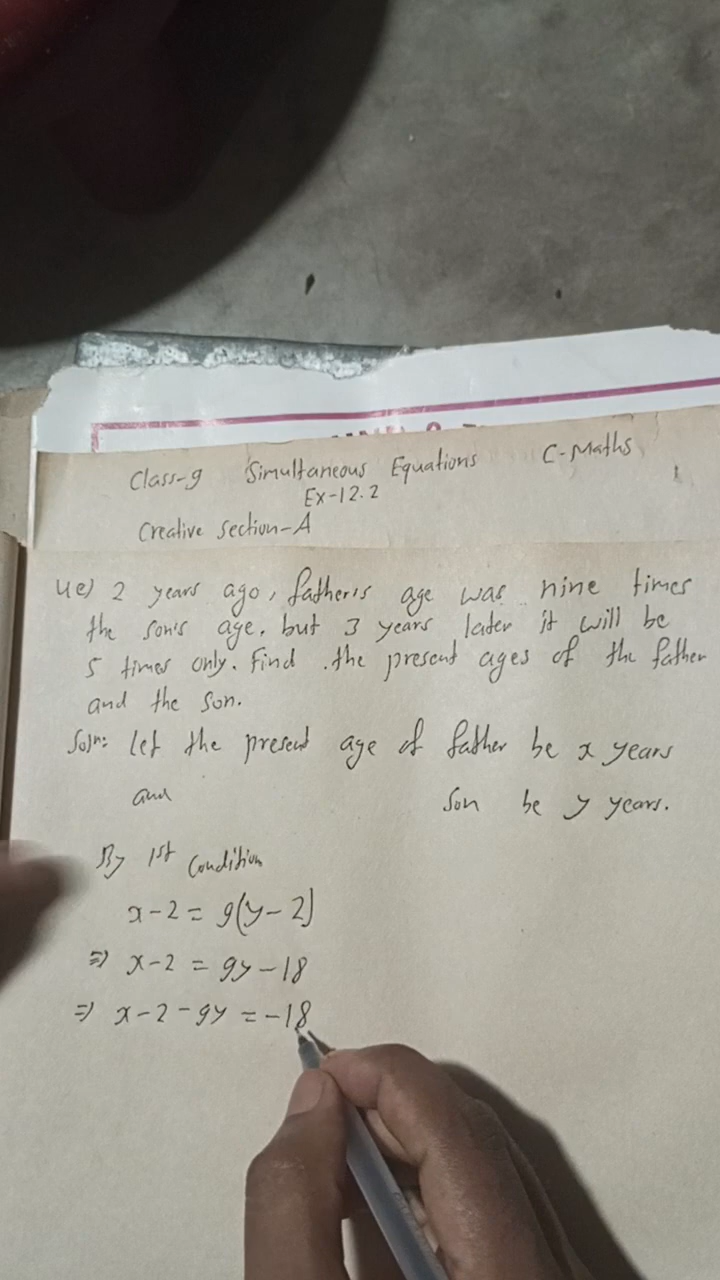 Class-9 Simultaneous Equations C-Maths
Ex-12.2
Creative section-A
4e) 2 years ago, father's age was nine times
the son's age. but 3 years later it will be
5 times only. Find the present ages of the father
and the son.
Soln: let the present age of father be x years
and son be y years.
By 1st Condition
x-2 = 9(y-2)
⇒ x-2 = 9y-18
⇒ x-2-9y = -18